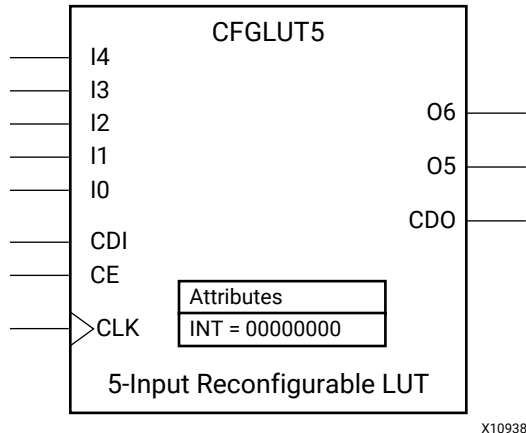 CFGLUT5
I4
I3
I2
I1
I0
CDI
CE
CLK
O6
O5
CDO
Attributes
INT = 00000000
5-Input Reconfigurable LUT
X10938